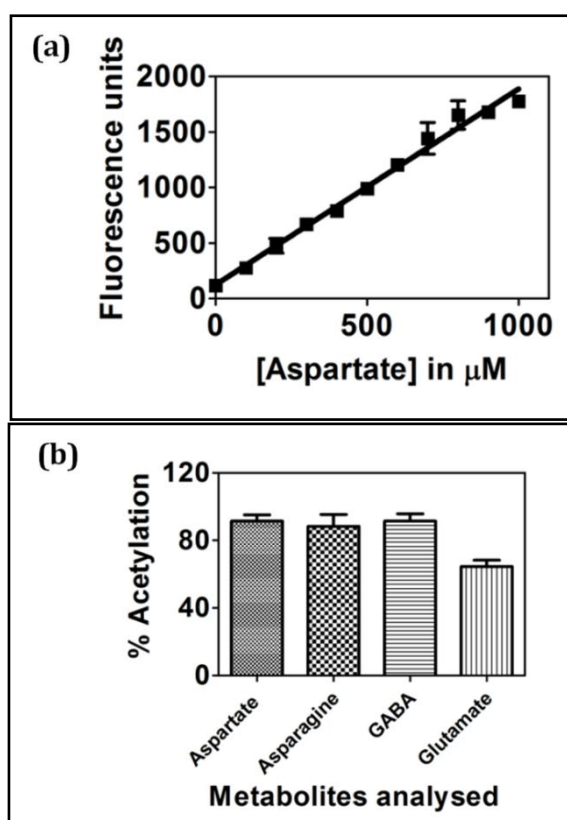 (a)
Fluorescence units
2000
1500
1000
500
0
0 500 1000
[Aspartate] in μM
(b)
% Acetylation
120
80
40
0
Aspartate
Asparagine
GABA
Glutamate
Metabolites analysed